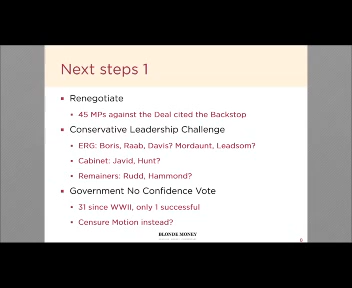 Next steps 1
Renegotiate
45 MPs against the Deal cited the Backstop
Conservative Leadership Challenge
ERG: Boris, Raab, Davis? Mordaunt, Leadsom?
Cabinet: Javid, Hunt?
Remainers: Rudd, Hammond?
Government No Confidence Vote
31 since WWII, only 1 successful
Censure Motion instead?
BLONDE MONEY
6